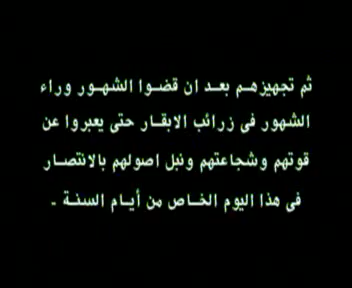 ثم تجهيزهم بعد ان قضوا الشهور وراء
الشهور فى زرائب الابقار حتى يعبروا عن
قوتهم وشجاعتهم ونبل اصولهم بالانتصار
فى هذا اليوم الخاص من أيام السنة -